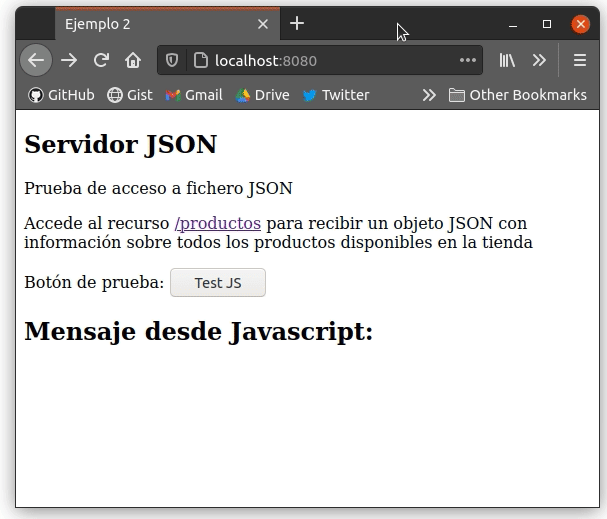 Ejemplo 2
localhost:8080
GitHub Gist Gmail Drive Twitter Other Bookmarks
Servidor JSON
Prueba de acceso a fichero JSON
Accede al recurso /productos para recibir un objeto JSON con
información sobre todos los productos disponibles en la tienda
Botón de prueba: Test JS
Mensaje desde Javascript: